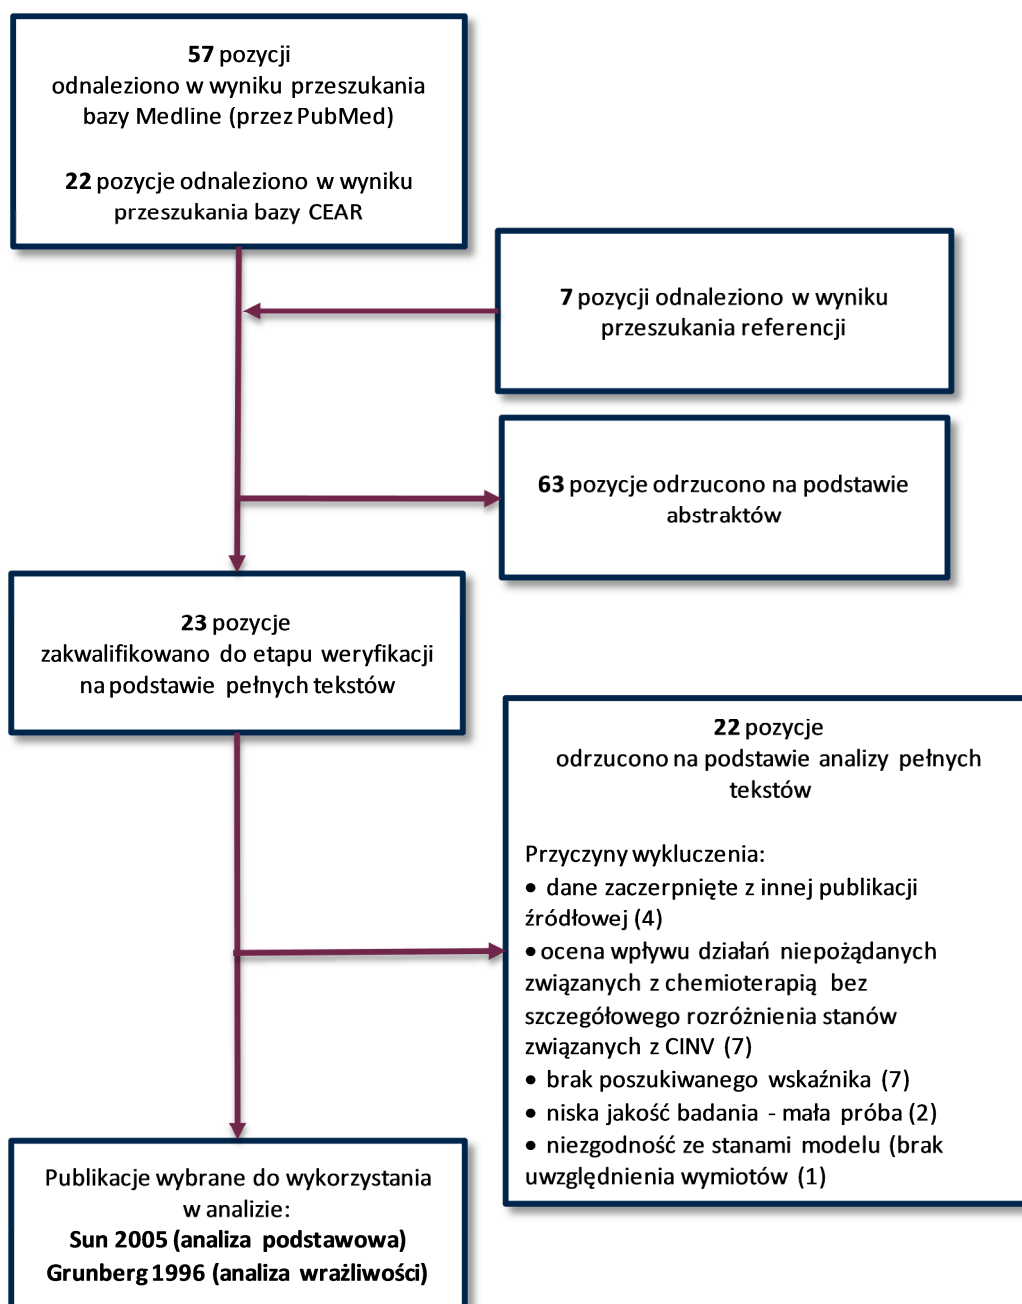 57 pozycji
odnaleziono w wyniku przeszukania
bazy Medline (przez PubMed)
22 pozycje odnaleziono w wyniku
przeszukania bazy CEAR
7 pozycji odnaleziono w wyniku
przeszukania referencji
63 pozycje odrzucono na podstawie
abstraktów
23 pozycje
zakwalifikowano do etapu weryfikacji
na podstawie pełnych tekstów
22 pozycje
odrzucono na podstawie analizy pełnych
tekstów
Przyczyny wykluczenia:
• dane zaczerpnięte z innej publikacji
źródłowej (4)
• ocena wpływu działań niepożądanych
związanych z chemioterapią bez
szczegółowego rozróżnienia stanów
związanych z CINV (7)
• brak poszukiwanego wskaźnika (7)
• niska jakość badania - mała próba (2)
• niezgodność ze stanami modelu (brak
uwzględnienia wymiotów (1)
Publikacje wybrane do wykorzystania
w analizie:
Sun 2005 (analiza podstawowa)
Grunberg 1996 (analiza wrażliwości)